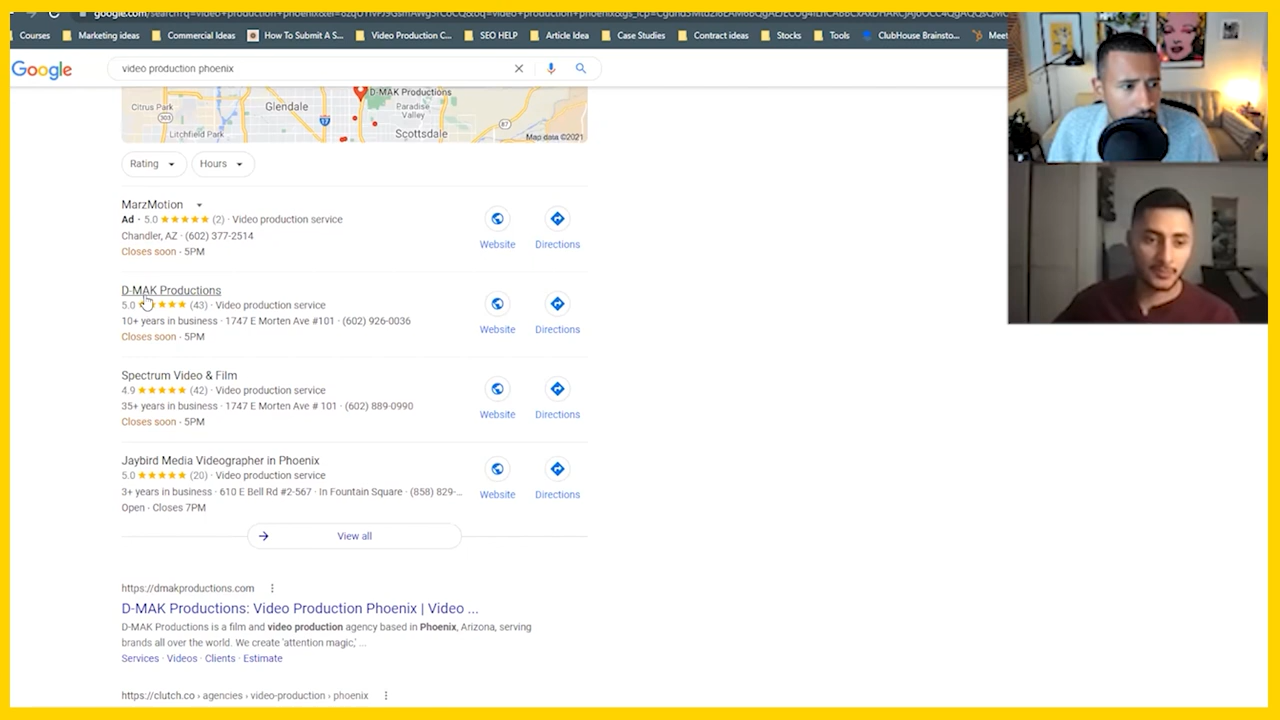 Courses
Marketing ideas
Commercial Ideas
How To Submit A S...
Video Production C...
SEO HELP
Article Idea
Case Studies
Contract ideas
Stocks
Tools
ClubHouse Brainsto...
Meet
Google
video production phoenix
D-MAK Productions
Citrus Park
303
Glendale
Paradise
Valley
17
87
Litchfield Park
Scottsdale
Map data ©2021
Rating
Hours
MarzMotion
Ad · 5.0 (2) · Video production service
Chandler, AZ · (602) 377-2514
Closes soon · 5PM
Website
Directions
D-MAK Productions
5.0 (43) · Video production service
10+ years in business · 1747 E Morten Ave #101 · (602) 926-0036
Closes soon · 5PM
Website
Directions
Spectrum Video & Film
4.9 (42) · Video production service
35+ years in business · 1747 E Morten Ave # 101 · (602) 889-0990
Closes soon · 5PM
Website
Directions
Jaybird Media Videographer in Phoenix
5.0 (20) · Video production service
3+ years in business · 610 E Bell Rd #2-567 · In Fountain Square · (858) 829-...
Open · Closes 7PM
Website
Directions
View all
https://dmakproductions.com
D-MAK Productions: Video Production Phoenix | Video ...
D-MAK Productions is a film and video production agency based in Phoenix, Arizona, serving
brands all over the world. We create 'attention magic,' ...
Services · Videos · Clients · Estimate
https://clutch.co › agencies › video-production › phoenix